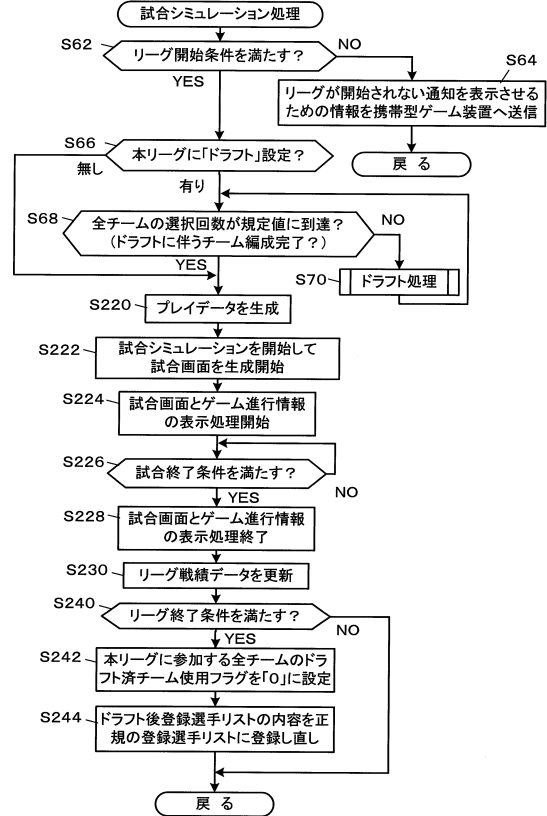 試合シミュレーション処理
S62
リーグ開始条件を満たす？
NO
YES
S64
リーグが開始されない通知を表示させる
ための情報を携帯型ゲーム装置へ送信
戻 る
S66
本リーグに「ドラフト」設定？
無し
有り
S68
全チームの選択回数が規定値に到達？
（ドラフトに伴うチーム編成完了？）
NO
YES
S70
ドラフト処理
S220
プレイデータを生成
S222
試合シミュレーションを開始して
試合画面を生成開始
S224
試合画面とゲーム進行情報
の表示処理開始
S226
試合終了条件を満たす？
NO
YES
S228
試合画面とゲーム進行情報
の表示処理終了
S230
リーグ戦績データを更新
S240
リーグ終了条件を満たす？
NO
YES
S242
本リーグに参加する全チームのドラ
フト済チーム使用フラグを「０」に設定
S244
ドラフト後登録選手リストの内容を正
規の登録選手リストに登録し直し
戻 る